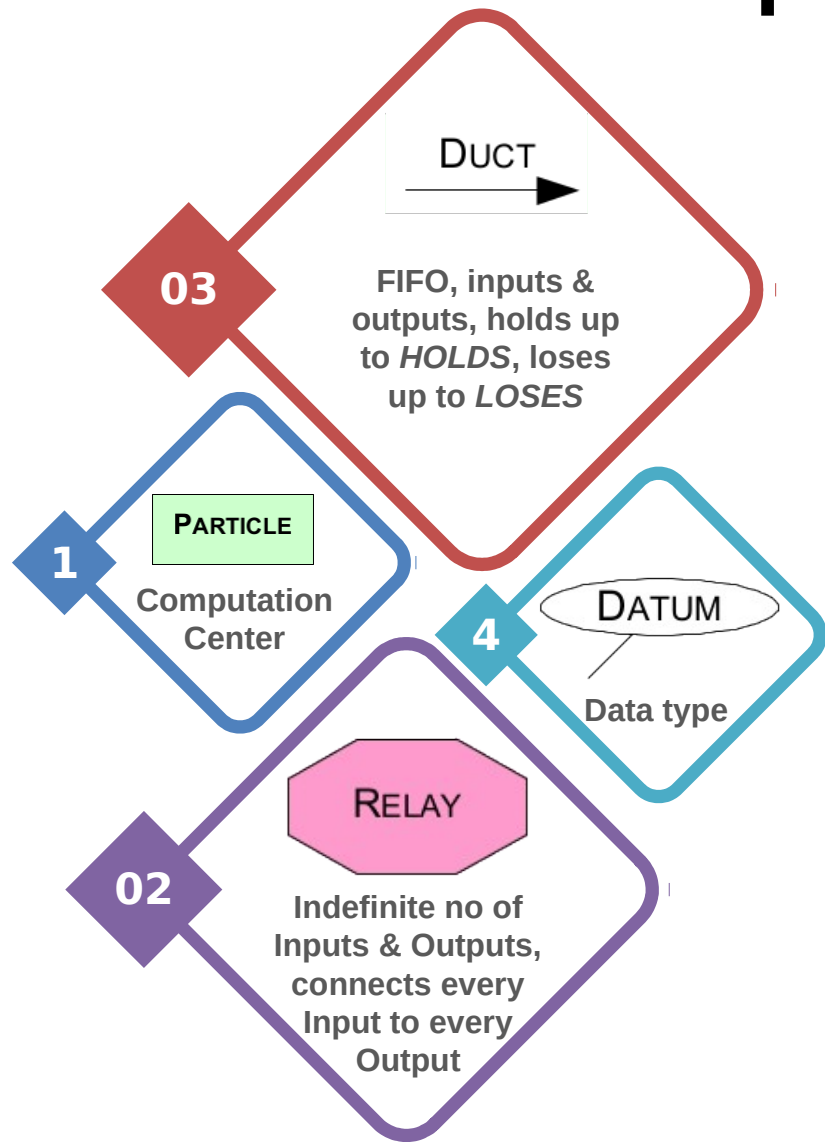 DUCT
03
FIFO, inputs &
outputs, holds up
to HOLDS, loses
up to LOSES
1
PARTICLE
Computation
Center
4
DATUM
Data type
RELAY
02
Indefinite no of
Inputs & Outputs,
connects every
Input to every
Output